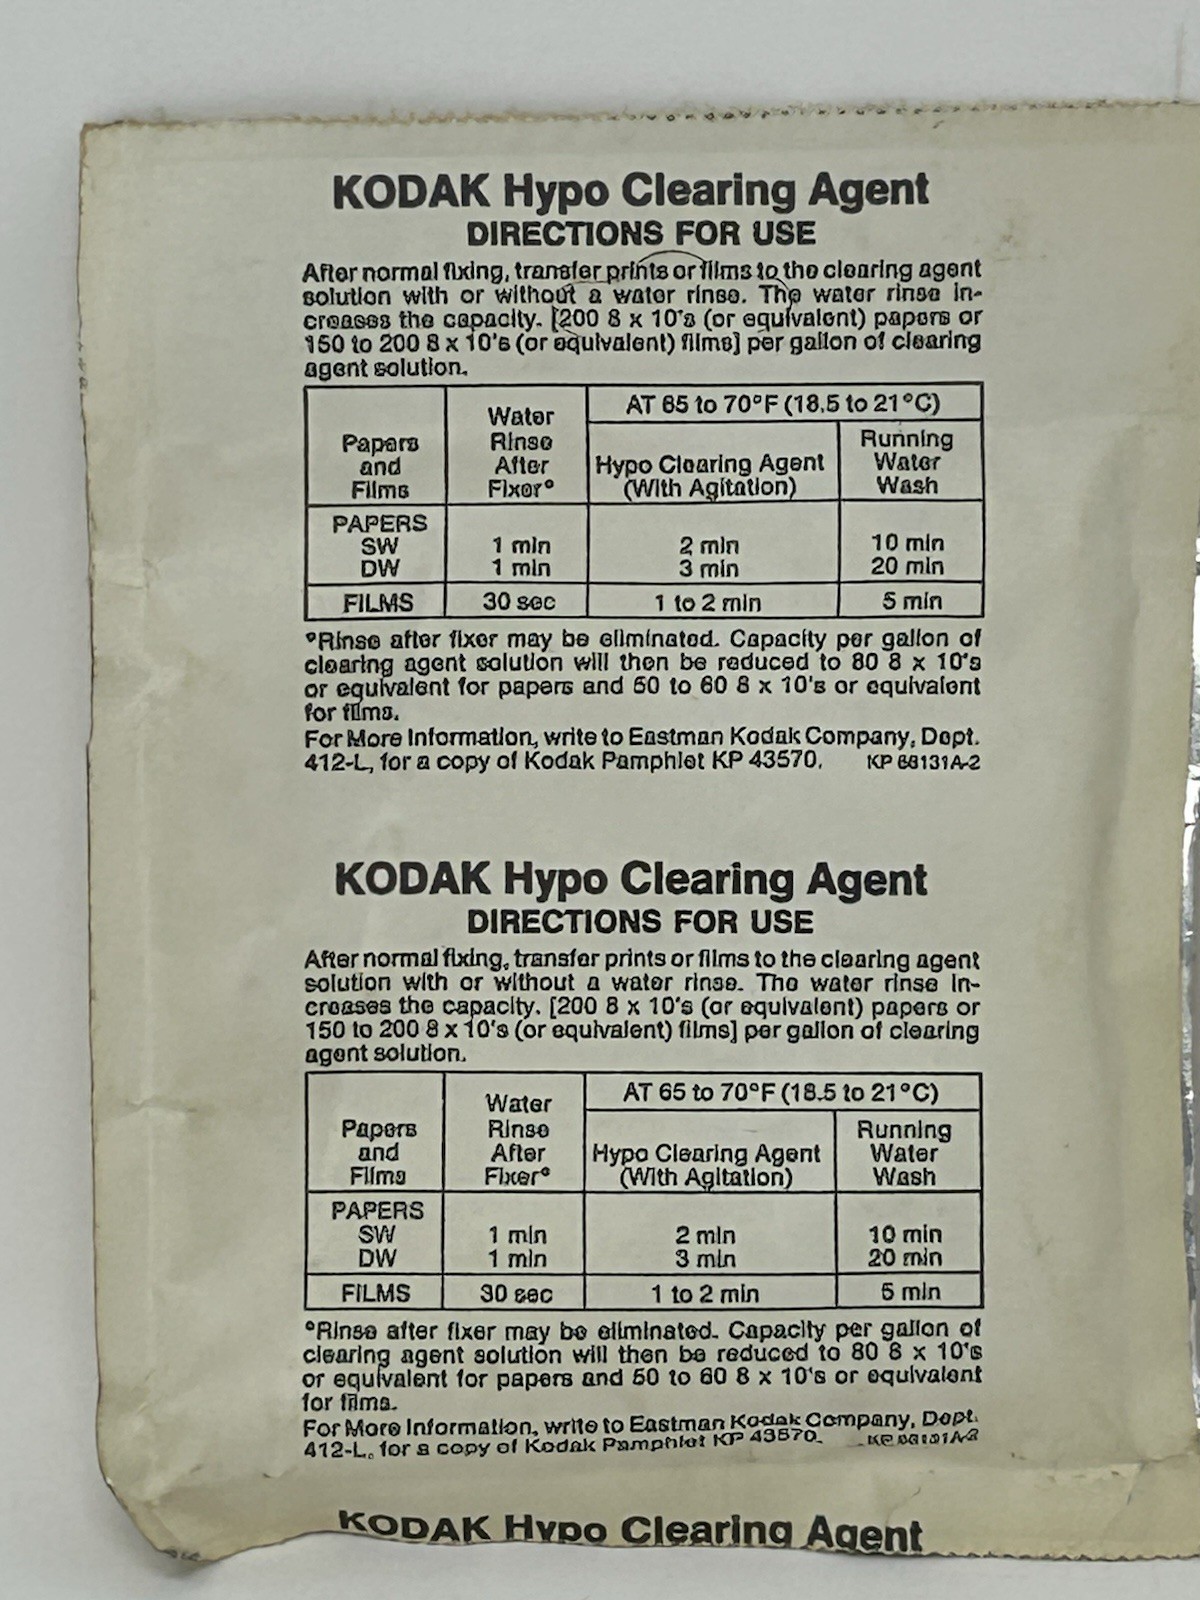 KODAK Hypo Clearing Agent
DIRECTIONS FOR USE
After normal fixing, transfer prints or films to the clearing agent
solution with or without a water rinse. The water rinse in-
creases the capacity. [200 8 x 10's (or equivalent) papers or
150 to 200 8 x 10's (or equivalent) films] per gallon of clearing
agent solution.
Papers and Films
Water Rinse After Fixer*
AT 65 to 70°F (18.5 to 21°C)
Hypo Clearing Agent (With Agitation)
Running Water Wash
PAPERS
SW 1 min 2 min 10 min
DW 1 min 3 min 20 min
FILMS 30 sec 1 to 2 min 5 min
*Rinse after fixer may be eliminated. Capacity per gallon of
clearing agent solution will then be reduced to 80 8 x 10's
or equivalent for papers and 50 to 60 8 x 10's or equivalent
for films.
For More Information, write to Eastman Kodak Company, Dept.
412-L, for a copy of Kodak Pamphlet KP 43570. KP 66131A-2
KODAK Hypo Clearing Agent
DIRECTIONS FOR USE
After normal fixing, transfer prints or films to the clearing agent
solution with or without a water rinse. The water rinse in-
creases the capacity. [200 8 x 10's (or equivalent) papers or
150 to 200 8 x 10's (or equivalent) films] per gallon of clearing
agent solution.
Papers and Films
Water Rinse After Fixer*
AT 65 to 70°F (18.5 to 21°C)
Hypo Clearing Agent (With Agitation)
Running Water Wash
PAPERS
SW 1 min 2 min 10 min
DW 1 min 3 min 20 min
FILMS 30 sec 1 to 2 min 5 min
*Rinse after fixer may be eliminated. Capacity per gallon of
clearing agent solution will then be reduced to 80 8 x 10's
or equivalent for papers and 50 to 60 8 x 10's or equivalent
for films.
For More Information, write to Eastman Kodak Company, Dept.
412-L, for a copy of Kodak Pamphlet KP 43570. KP 66131A-2
KODAK Hypo Clearing Agent